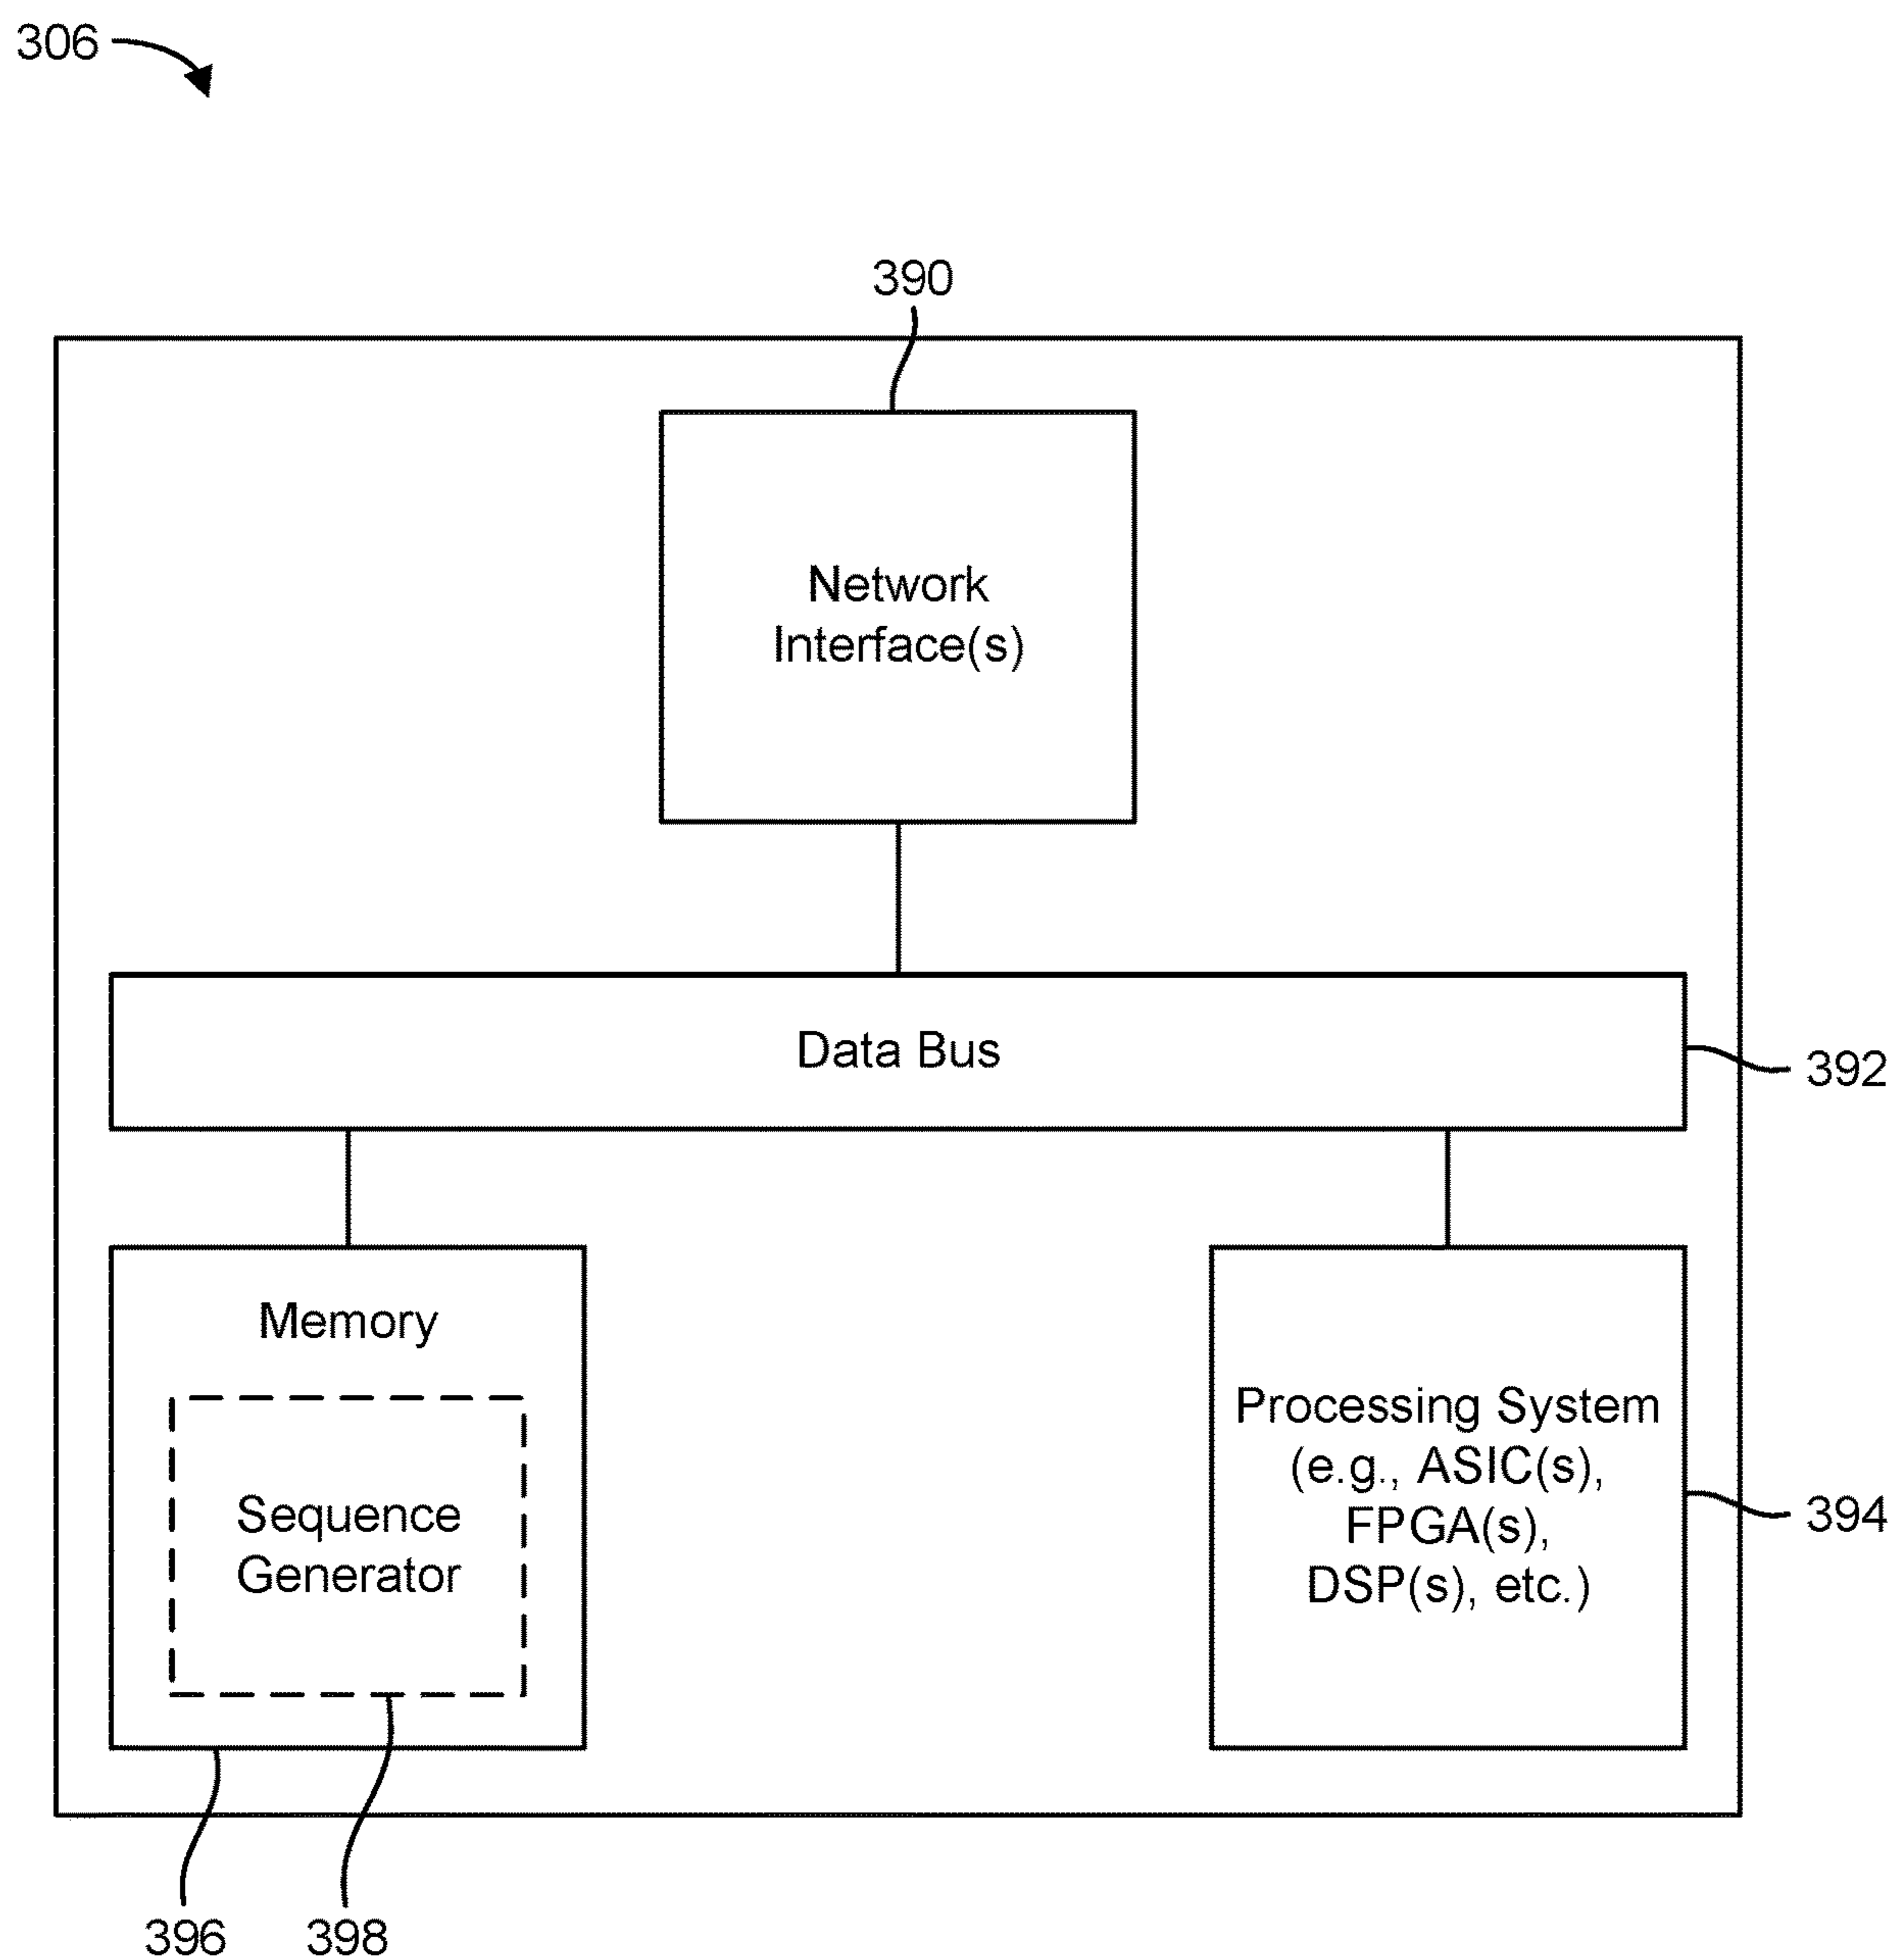 306
390
Network
Interface(s)
Data Bus
392
Memory
Sequence
Generator
Processing System
(e.g., ASIC(s),
FPGA(s),
DSP(s), etc.)
394
396
398